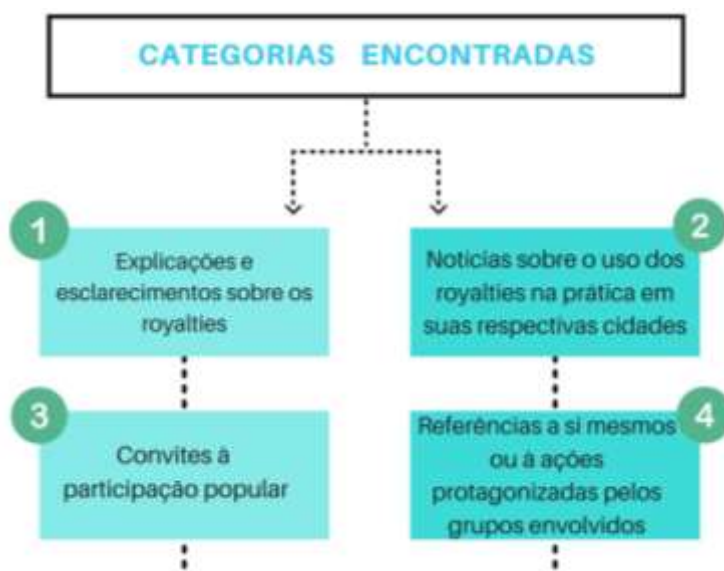 CATEGORIAS ENCONTRADAS
1
Explicações e
esclarecimentos sobre os
royalties
2
Notícias sobre o uso dos
royalties na prática em
suas respectivas cidades
3
Convites à
participação popular
4
Referências a si mesmos
ou à ações
protagonizadas pelos
grupos envolvidos